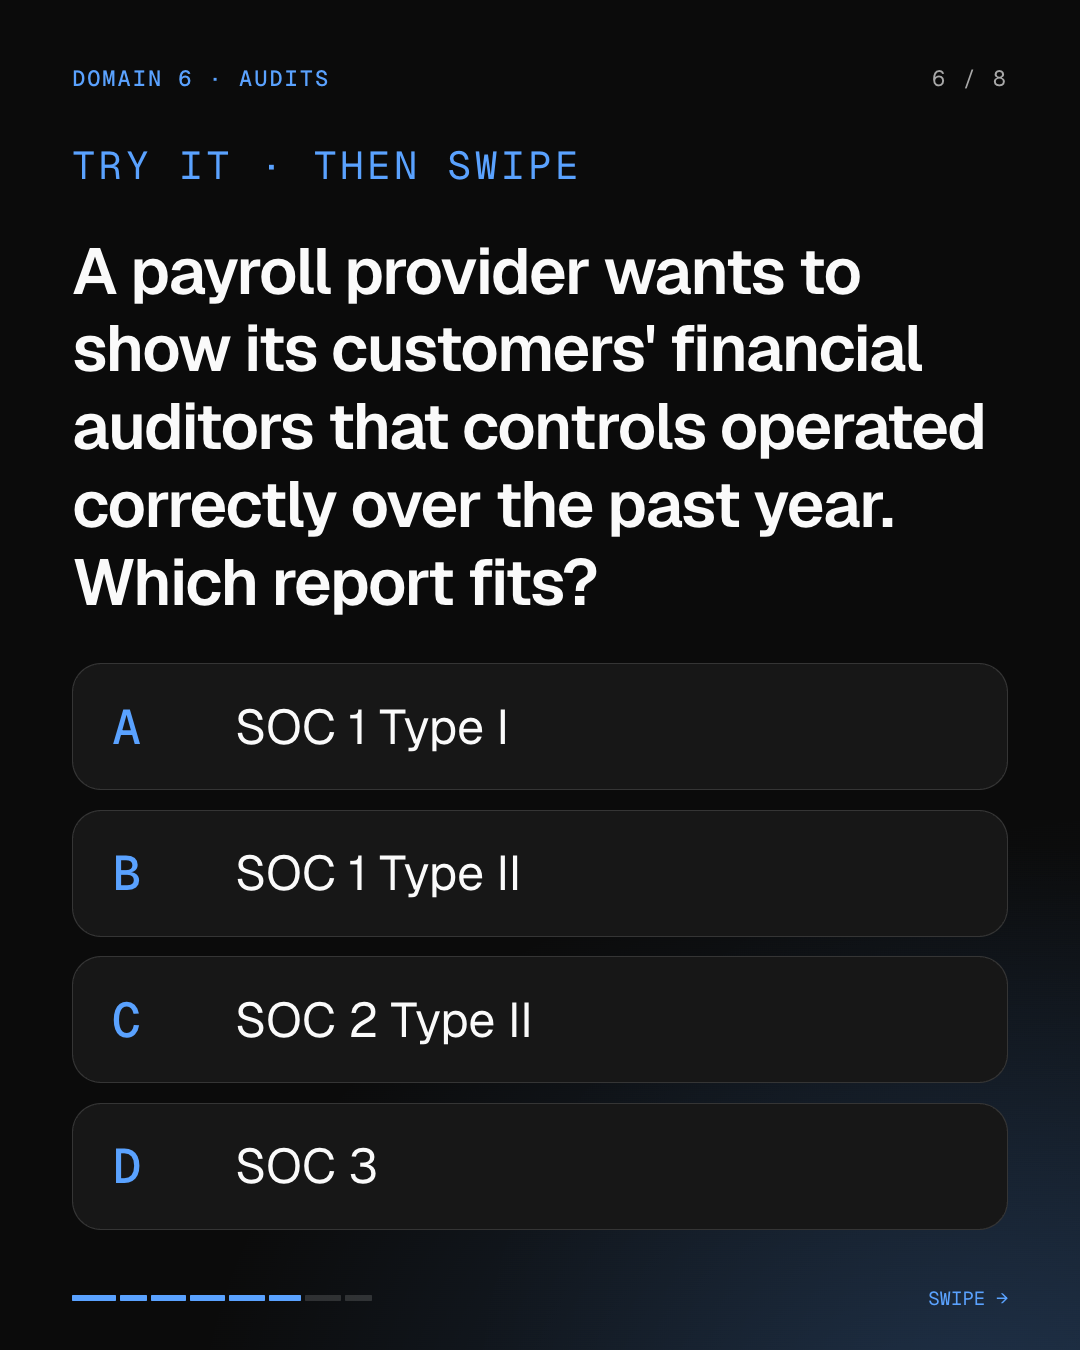 DOMAIN 6 · AUDITS
6 / 8
TRY IT · THEN SWIPE
A payroll provider wants to
show its customers' financial
auditors that controls operated
correctly over the past year.
Which report fits?
A SOC 1 Type I
B SOC 1 Type II
C SOC 2 Type II
D SOC 3
SWIPE →